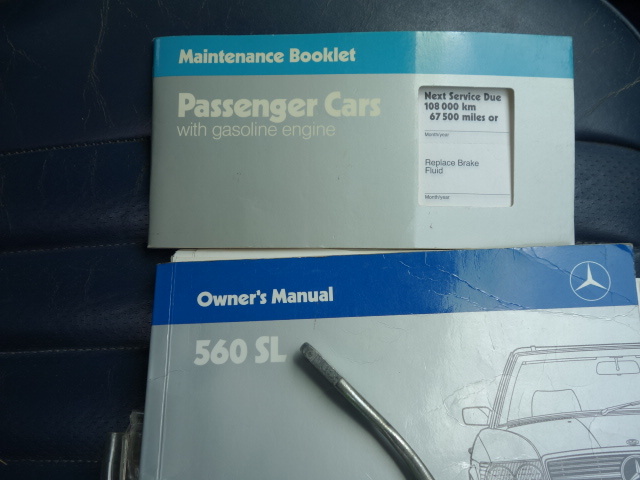 Maintenance Booklet
Passenger Cars
with gasoline engine
Next Service Due
108 000 km
67 500 miles or
Month/year
Replace Brake
Fluid
Month/year
Owner's Manual
560 SL